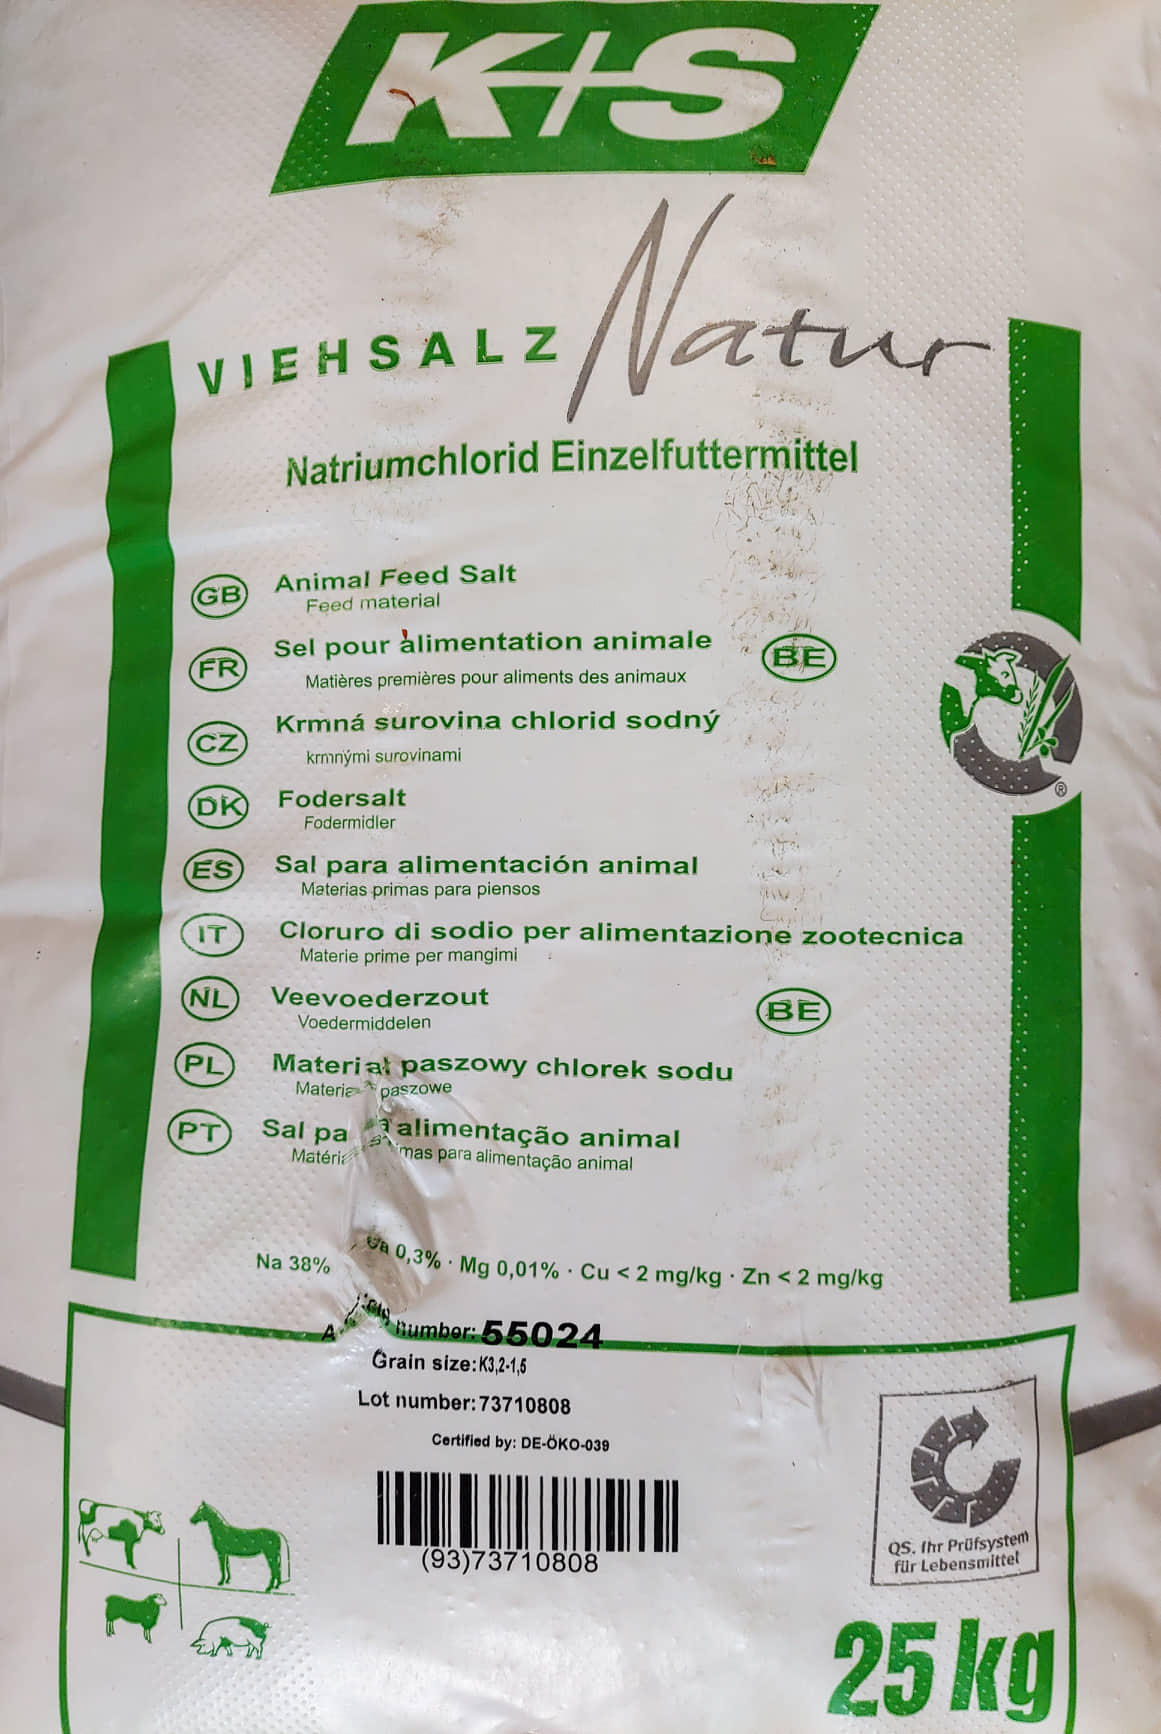 K+S
VIEHSALZ Natur
Natriumchlorid Einzelfuttermittel
GB Animal Feed Salt
Feed material
FR Sel pour alimentation animale BE
Matières premières pour aliments des animaux
CZ Krmná surovina chlorid sodný
krmnými surovinami
DK Fodersalt
Fodermidler
ES Sal para alimentación animal
Materias primas para piensos
IT Cloruro di sodio per alimentazione zootecnica
Materie prime per mangimi
NL Veevoederzout BE
Voedermiddelen
PL Materiał paszowy chlorek sodu
paszowe
PT Sal alimentação animal
para alimentação animal
Na 38% Ca 0,3% · Mg 0,01% · Cu < 2 mg/kg · Zn < 2 mg/kg
number: 55024
Grain size: K3,2-1,5
Lot number: 73710808
Certified by: DE-ÖKO-039
(93)73710808
®
QS. Ihr Prüfsystem
für Lebensmittel
25 kg